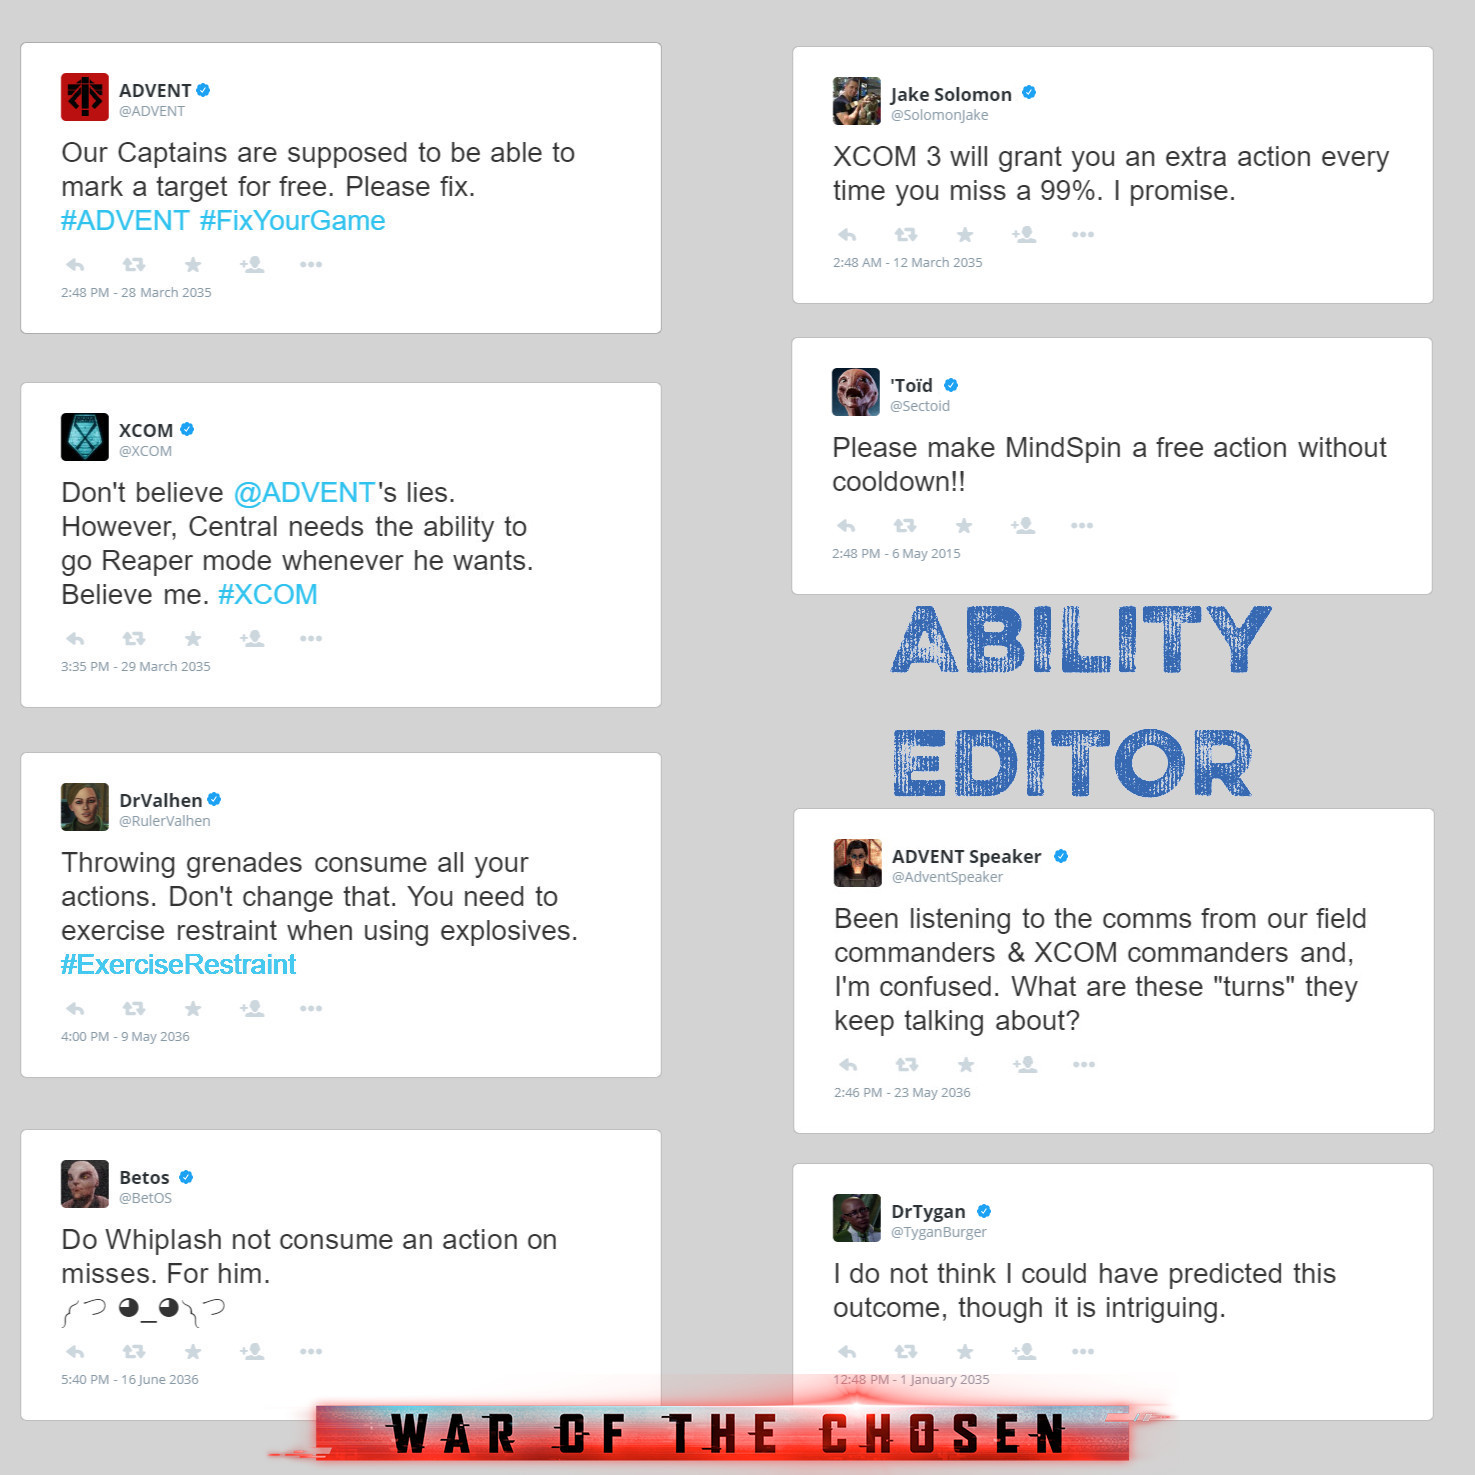 ADVENT
@ADVENT
Our Captains are supposed to be able to
mark a target for free. Please fix.
#ADVENT #FixYourGame
2:48 PM - 28 March 2035
XCOM
@XCOM
Don't believe @ADVENT's lies.
However, Central needs the ability to
go Reaper mode whenever he wants.
Believe me. #XCOM
3:35 PM - 29 March 2035
DrValhen
@RulerValhen
Throwing grenades consume all your
actions. Don't change that. You need to
exercise restraint when using explosives.
#ExerciseRestraint
4:00 PM - 9 May 2036
Betos
@BetOS
Do Whiplash not consume an action on
misses. For him.
༼つ ◕_◕༽つ
5:40 PM - 16 June 2036
Jake Solomon
@SolomonJake
XCOM 3 will grant you an extra action every
time you miss a 99%. I promise.
2:48 AM - 12 March 2035
'Toïd
@Sectoid
Please make MindSpin a free action without
cooldown!!
2:48 PM - 6 May 2015
ABILITY
EDITOR
ADVENT Speaker
@AdventSpeaker
Been listening to the comms from our field
commanders & XCOM commanders and,
I'm confused. What are these "turns" they
keep talking about?
2:46 PM - 23 May 2036
DrTygan
@TyganBurger
I do not think I could have predicted this
outcome, though it is intriguing.
12:48 PM - 1 January 2035
WAR OF THE CHOSEN